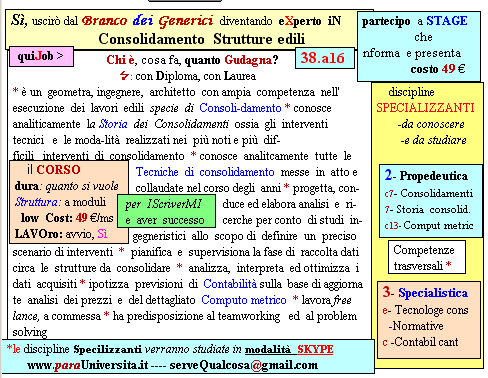 Sì, uscirò dal Branco dei Generici diventando eXperto iN
Consolidamento Strutture edili
partecipo a STAGE
che
nforma e presenta
costo 49 €
quiJob >
Chi è, cosa fa, quanto Gudagna?
38.a16
ϟ: con Diploma, con Laurea
* è un geometra, ingegnere, architetto con ampia competenza nell'
esecuzione dei lavori edili specie di Consoli-damento * conosce
analiticamente la Storia dei Consolidamenti ossia gli interventi
tecnici e le moda-lità realizzati nei più noti e più dif-
ficili interventi di consolidamento * conosce analitcamente tutte le
il CORSO
dura: quanto si vuole
Struttura: a moduli
low Cost: 49 €/ms
LAVOro: avvio, Sì
Tecniche di consolidamento messe in atto e
collaudate nel corso degli anni * progetta, con-
per IScriverMI
e aver successo
duce ed elabora analisi e ri-
cerche per conto di studi in-
gegneristici allo scopo di definire un preciso
scenario di interventi * pianifica e supervisiona la fase di raccolta dati
circa le strutture da consolidare * analizza, interpreta ed ottimizza i
dati acquisiti * ipotizza previsioni di Contabilità sulla base di aggiorna
te analisi dei prezzi e del dettagliato Computo metrico * lavora free
lance, a commessa * ha predisposizione al teamworking ed al problem
solving
discipline
SPECIALIZZANTI
-da conoscere
-e da studiare
2- Propedeutica
c7- Consolidamenti
7- Storia consolid.
c13- Comput metric
Competenze
trasversali *
3- Specialistica
e- Tecnologe cons
-Normative
c -Contabil cant
*le discipline Specilizzanti verranno studiate in modalità SKYPE
www.paraUniversita.it ---- serveQualcosa@gmail.com